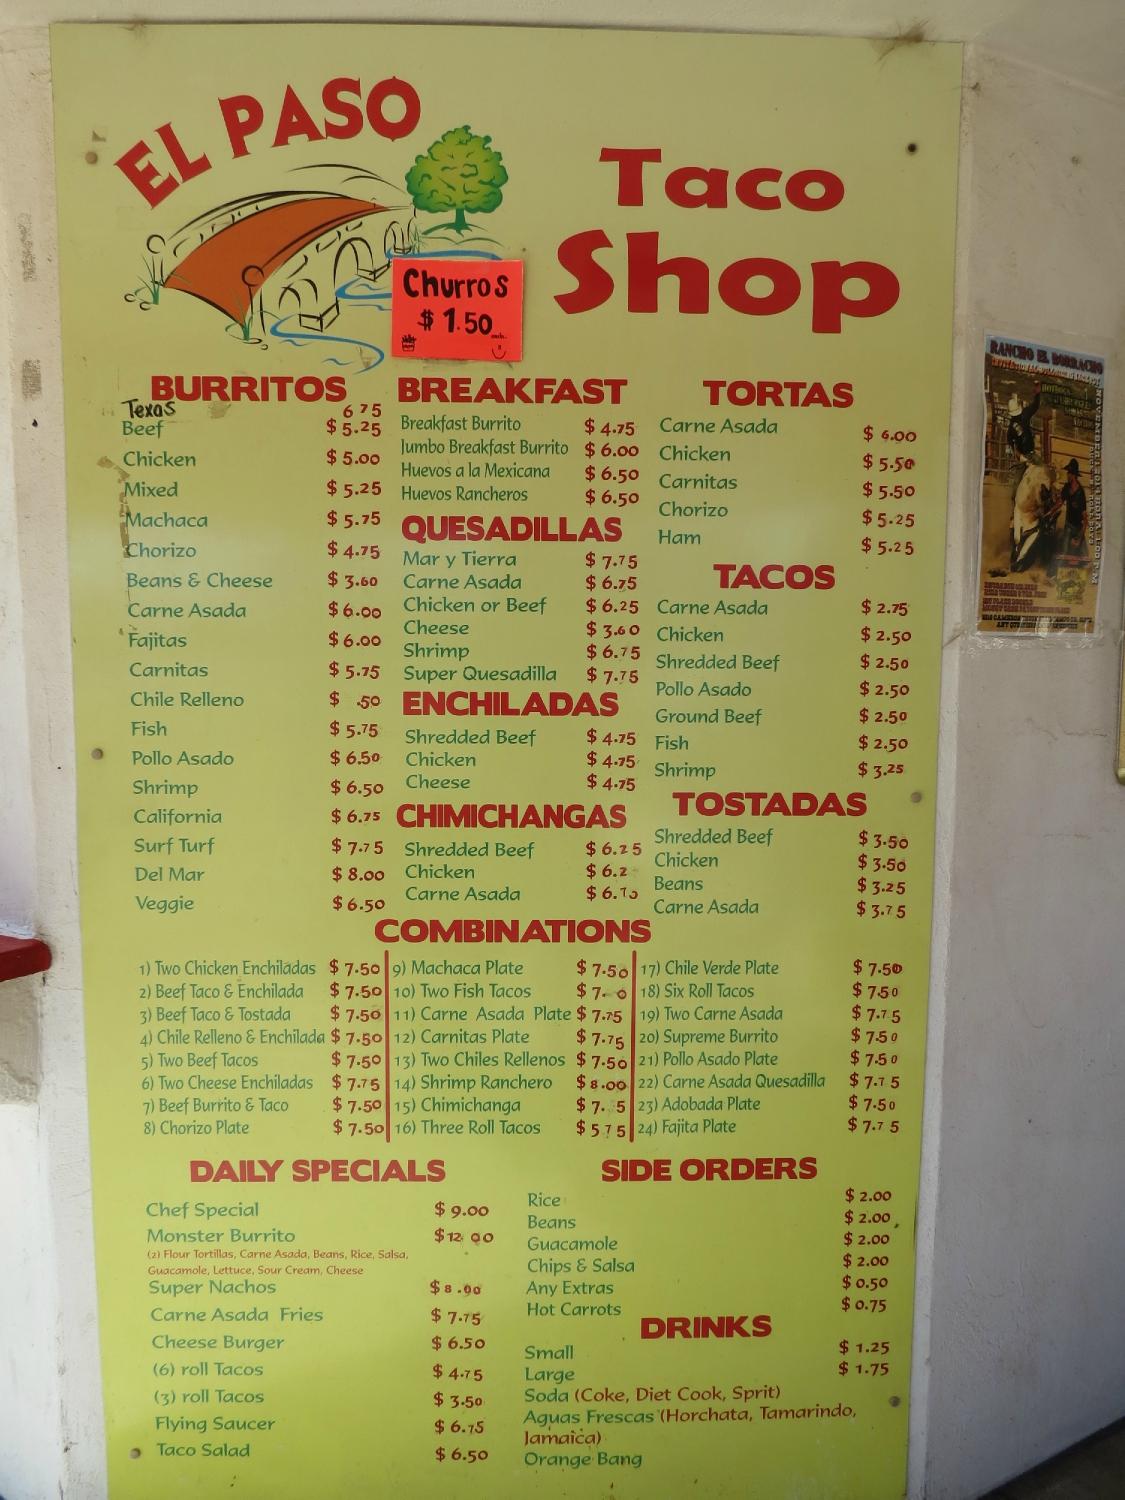 EL PASO
Taco
Shop
Churros
$ 1.50
each.
BURRITOS
Texas 6 75
Beef $ 5.25
Chicken $ 5.00
Mixed $ 5.25
Machaca $ 5.75
Chorizo $ 4.75
Beans & Cheese $ 3.60
Carne Asada $ 6.00
Fajitas $ 6.00
Carnitas $ 5.75
Chile Relleno $ .50
Fish $ 5.75
Pollo Asado $ 6.50
Shrimp $ 6.50
California $ 6.75
Surf Turf $ 7.75
Del Mar $ 8.00
Veggie $ 6.50
BREAKFAST
Breakfast Burrito $ 4.75
Jumbo Breakfast Burrito $ 6.00
Huevos a la Mexicana $ 6.50
Huevos Rancheros $ 6.50
QUESADILLAS
Mar y Tierra $ 7.75
Carne Asada $ 6.75
Chicken or Beef $ 6.25
Cheese $ 3.60
Shrimp $ 6.75
Super Quesadilla $ 7.75
ENCHILADAS
Shredded Beef $ 4.75
Chicken $ 4.75
Cheese $ 4.75
CHIMICHANGAS
Shredded Beef $ 6.25
Chicken $ 6.2
Carne Asada $
TORTAS
Carne Asada $ 6.00
Chicken $ 5.50
Carnitas $ 5.50
Chorizo $ 5.25
Ham $ 5.25
TACOS
Carne Asada $ 2.75
Chicken $ 2.50
Shredded Beef $ 2.50
Pollo Asado $ 2.50
Ground Beef $ 2.50
Fish $ 2.50
Shrimp $ 3.25
TOSTADAS
Shredded Beef $ 3.50
Chicken $ 3.50
Beans $ 3.25
Carne Asada $ 3.75
COMBINATIONS
1) Two Chicken Enchiladas $ 7.50
2) Beef Taco & Enchilada $ 7.50
3) Beef Taco & Tostada $ 7.50
4) Chile Relleno & Enchilada $ 7.50
5) Two Beef Tacos $ 7.50
6) Two Cheese Enchiladas $ 7.75
7) Beef Burrito & Taco $ 7.50
8) Chorizo Plate $ 7.50
9) Machaca Plate $ 7.50
10) Two Fish Tacos $ 7. 0
11) Carne Asada Plate $ 7.75
12) Carnitas Plate $ 7.75
13) Two Chiles Rellenos $ 7.50
14) Shrimp Ranchero $ 8.00
15) Chimichanga $ 7. 5
16) Three Roll Tacos $ 5 75
17) Chile Verde Plate $ 7.50
18) Six Roll Tacos $ 7.50
19) Two Carne Asada $ 7.75
20) Supreme Burrito $ 7.50
21) Pollo Asado Plate $ 7.50
22) Carne Asada Quesadilla $ 7.75
23) Adobada Plate $ 7.50
24) Fajita Plate $ 7.75
DAILY SPECIALS
Chef Special $ 9.00
Monster Burrito $ 12 00
(2) Flour Tortillas, Carne Asada, Beans, Rice, Salsa,
Guacamole, Lettuce, Sour Cream, Cheese
Super Nachos $ 8.00
Carne Asada Fries $ 7.75
Cheese Burger $ 6.50
(6) roll Tacos $ 4.75
(3) roll Tacos $ 3.50
Flying Saucer $ 6.75
Taco Salad $ 6.50
SIDE ORDERS
Rice $ 2.00
Beans $ 2.00
Guacamole $ 2.00
Chips & Salsa $ 2.00
Any Extras $ 0.50
Hot Carrots $ 0.75
DRINKS
Small $ 1.25
Large $ 1.75
Soda (Coke, Diet Cook, Sprit)
Aguas Frescas (Horchata, Tamarindo,
Jamaica)
Orange Bang
RANCHO EL BORRACHO